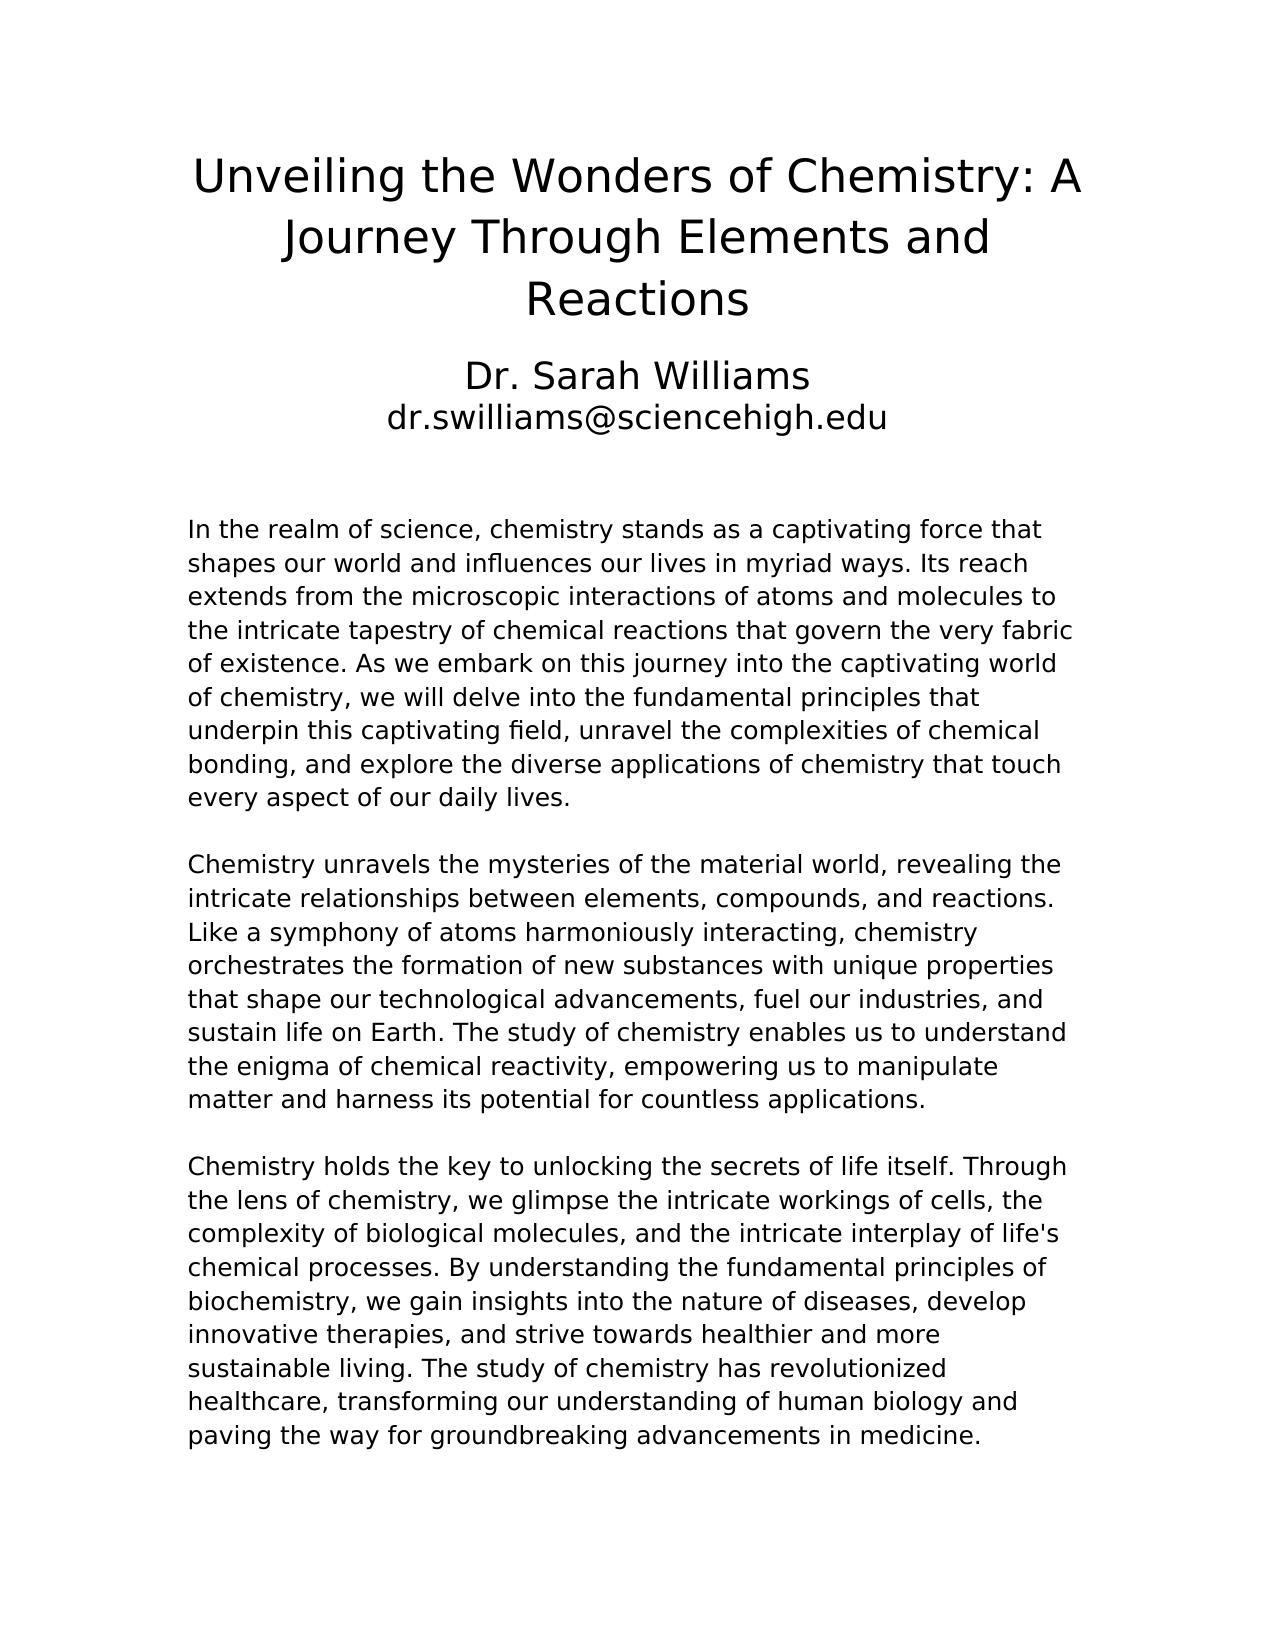 Unveiling the Wonders of Chemistry: A
Journey Through Elements and
Reactions
Dr. Sarah Williams
dr.swilliams@sciencehigh.edu
In the realm of science, chemistry stands as a captivating force that
shapes our world and influences our lives in myriad ways. Its reach
extends from the microscopic interactions of atoms and molecules to
the intricate tapestry of chemical reactions that govern the very fabric
of existence. As we embark on this journey into the captivating world
of chemistry, we will delve into the fundamental principles that
underpin this captivating field, unravel the complexities of chemical
bonding, and explore the diverse applications of chemistry that touch
every aspect of our daily lives.
Chemistry unravels the mysteries of the material world, revealing the
intricate relationships between elements, compounds, and reactions.
Like a symphony of atoms harmoniously interacting, chemistry
orchestrates the formation of new substances with unique properties
that shape our technological advancements, fuel our industries, and
sustain life on Earth. The study of chemistry enables us to understand
the enigma of chemical reactivity, empowering us to manipulate
matter and harness its potential for countless applications.
Chemistry holds the key to unlocking the secrets of life itself. Through
the lens of chemistry, we glimpse the intricate workings of cells, the
complexity of biological molecules, and the intricate interplay of life's
chemical processes. By understanding the fundamental principles of
biochemistry, we gain insights into the nature of diseases, develop
innovative therapies, and strive towards healthier and more
sustainable living. The study of chemistry has revolutionized
healthcare, transforming our understanding of human biology and
paving the way for groundbreaking advancements in medicine.